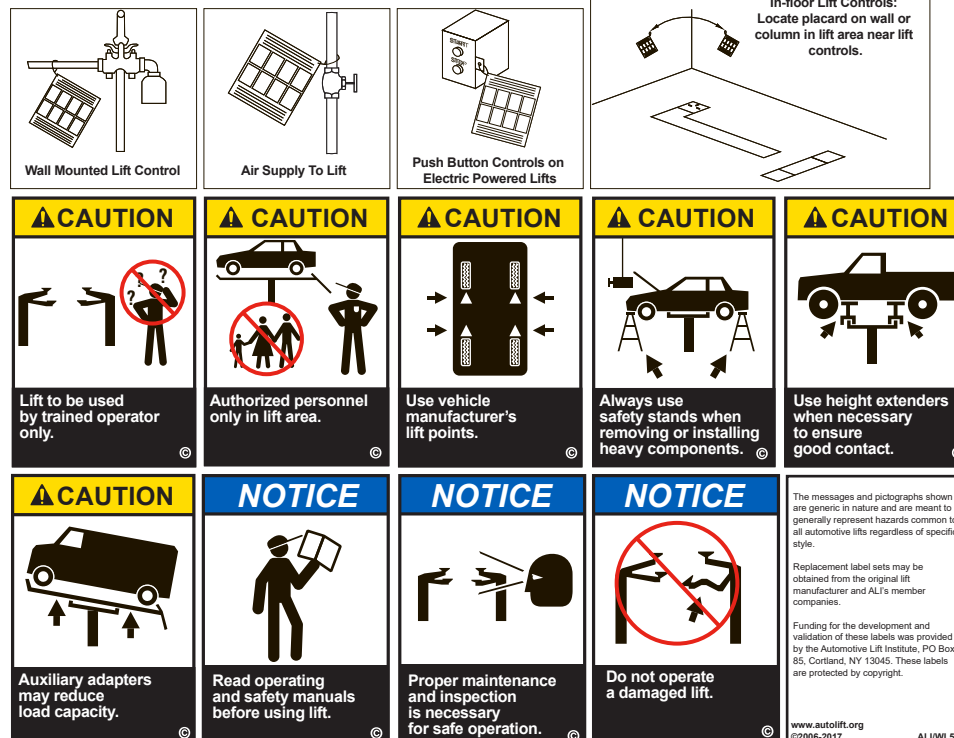 In-floor Lift Controls:
Locate placard on wall or
column in lift area near lift
controls.
START
STOP
Wall Mounted Lift Control
Air Supply To Lift
Push Button Controls on
Electric Powered Lifts
CAUTION
CAUTION
CAUTION
CAUTION
CAUTION
? ? ?
Lift to be used
by trained operator
only.
©
Authorized personnel
only in lift area.
©
Use vehicle
manufacturer's
lift points.
©
Always use
safety stands when
removing or installing
heavy components. ©
Use height extenders
when necessary
to ensure
good contact.
©
CAUTION
NOTICE
NOTICE
NOTICE
Auxiliary adapters
may reduce
load capacity.
©
Read operating
and safety manuals
before using lift.
©
Proper maintenance
and inspection
is necessary
for safe operation. ©
Do not operate
a damaged lift.
©
The messages and pictographs shown
are generic in nature and are meant to
generally represent hazards common to
all automotive lifts regardless of specific
style.
Replacement label sets may be
obtained from the original lift
manufacturer and ALI's member
companies.
Funding for the development and
validation of these labels was provided
by the Automotive Lift Institute, PO Box
85, Cortland, NY 13045. These labels
are protected by copyright.
www.autolift.org
©2006-2017 ALI/WL5